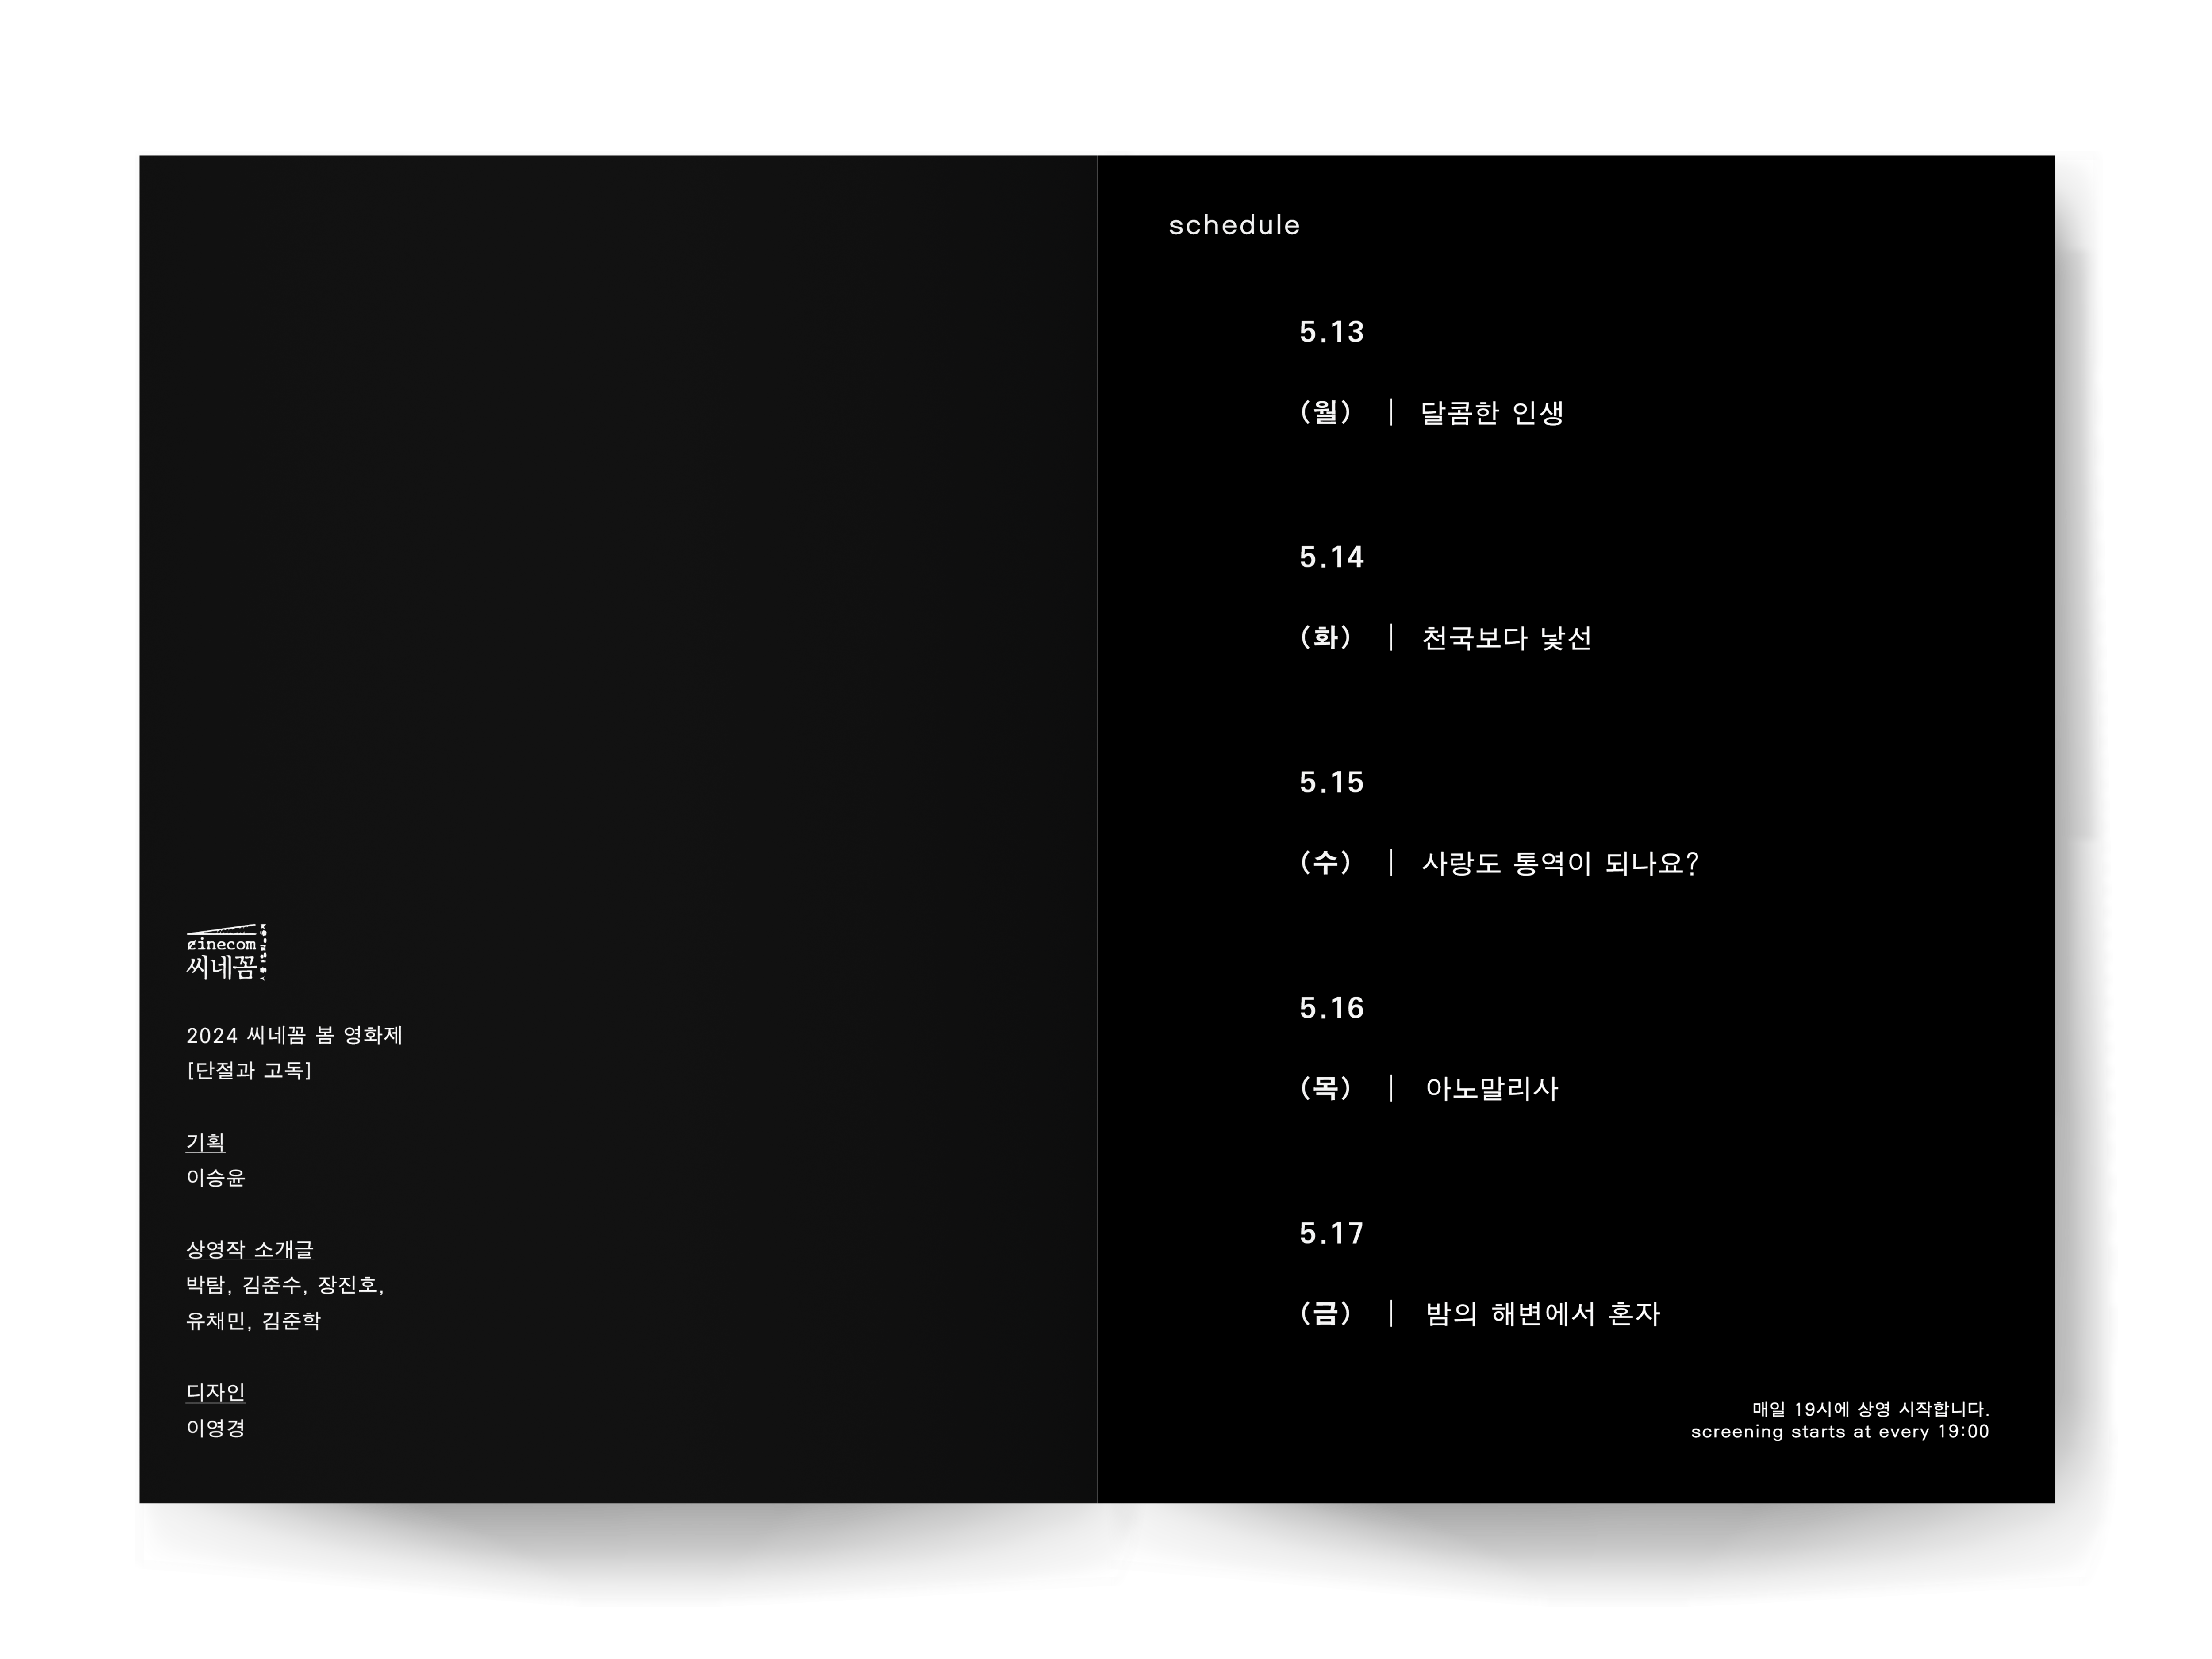 cinecom
씨네꼼
2024 씨네꼼 봄 영화제
[단절과 고독]
기획
이승윤
상영작 소개글
박탐, 김준수, 장진호,
유채민, 김준학
디자인
이영경
schedule
5.13
(월) | 달콤한 인생
5.14
(화) | 천국보다 낯선
5.15
(수) | 사랑도 통역이 되나요?
5.16
(목) | 아노말리사
5.17
(금) | 밤의 해변에서 혼자
매일 19시에 상영 시작합니다.
screening starts at every 19:00